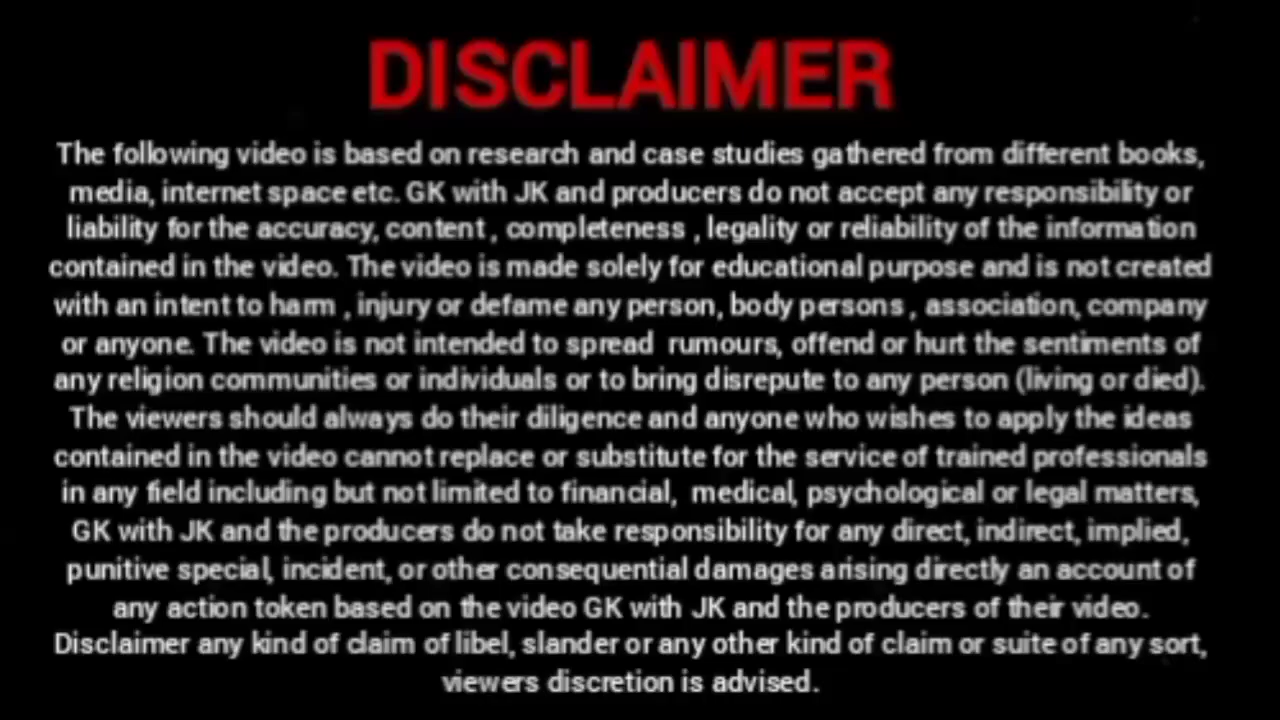 DISCLAIMER
The following video is based on research and case studies gathered from different books,
media, internet space etc. GK with JK and producers do not accept any responsibility or
liability for the accuracy, content , completeness , legality or reliability of the information
contained in the video. The video is made solely for educational purpose and is not created
with an intent to harm , injury or defame any person, body persons , association, company
or anyone. The video is not intended to spread rumours, offend or hurt the sentiments of
any religion communities or individuals or to bring disrepute to any person (living or died).
The viewers should always do their diligence and anyone who wishes to apply the ideas
contained in the video cannot replace or substitute for the service of trained professionals
in any field including but not limited to financial, medical, psychological or legal matters,
GK with JK and the producers do not take responsibility for any direct, indirect, implied,
punitive special, incident, or other consequential damages arising directly an account of
any action token based on the video GK with JK and the producers of their video.
Disclaimer any kind of claim of libel, slander or any other kind of claim or suite of any sort,
viewers discretion is advised.